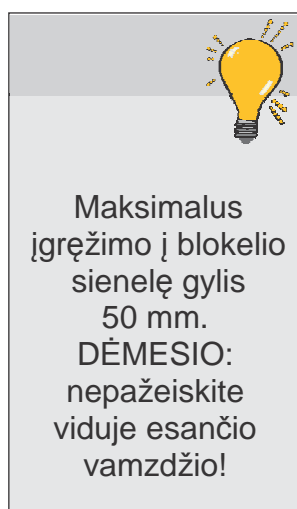 Maksimalus
įgręžimo į blokelio
sienelę gylis
50 mm.
DĖMESIO:
nepažeiskite
viduje esančio
vamzdžio!